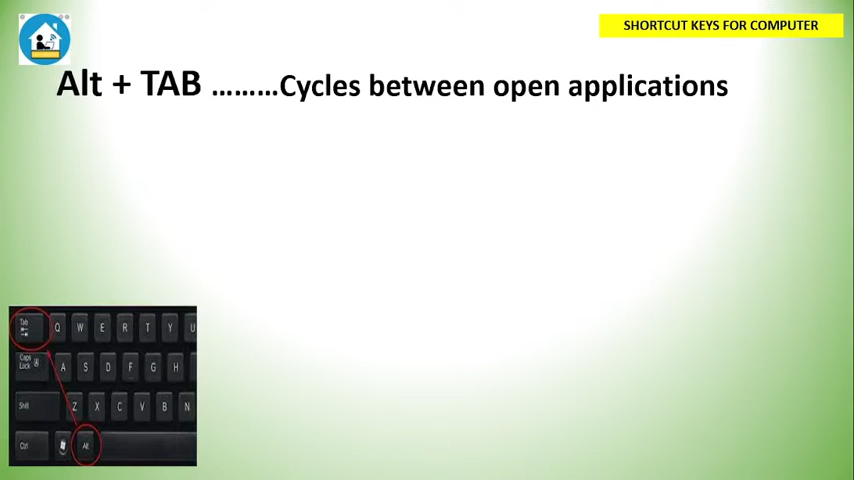 SHORTCUT KEYS FOR COMPUTER
Alt + TAB .........Cycles between open applications
Tab
Q W E R T Y U
Caps
Lock A
A S D F G H
Shift
Z X C V B N
Ctrl Alt